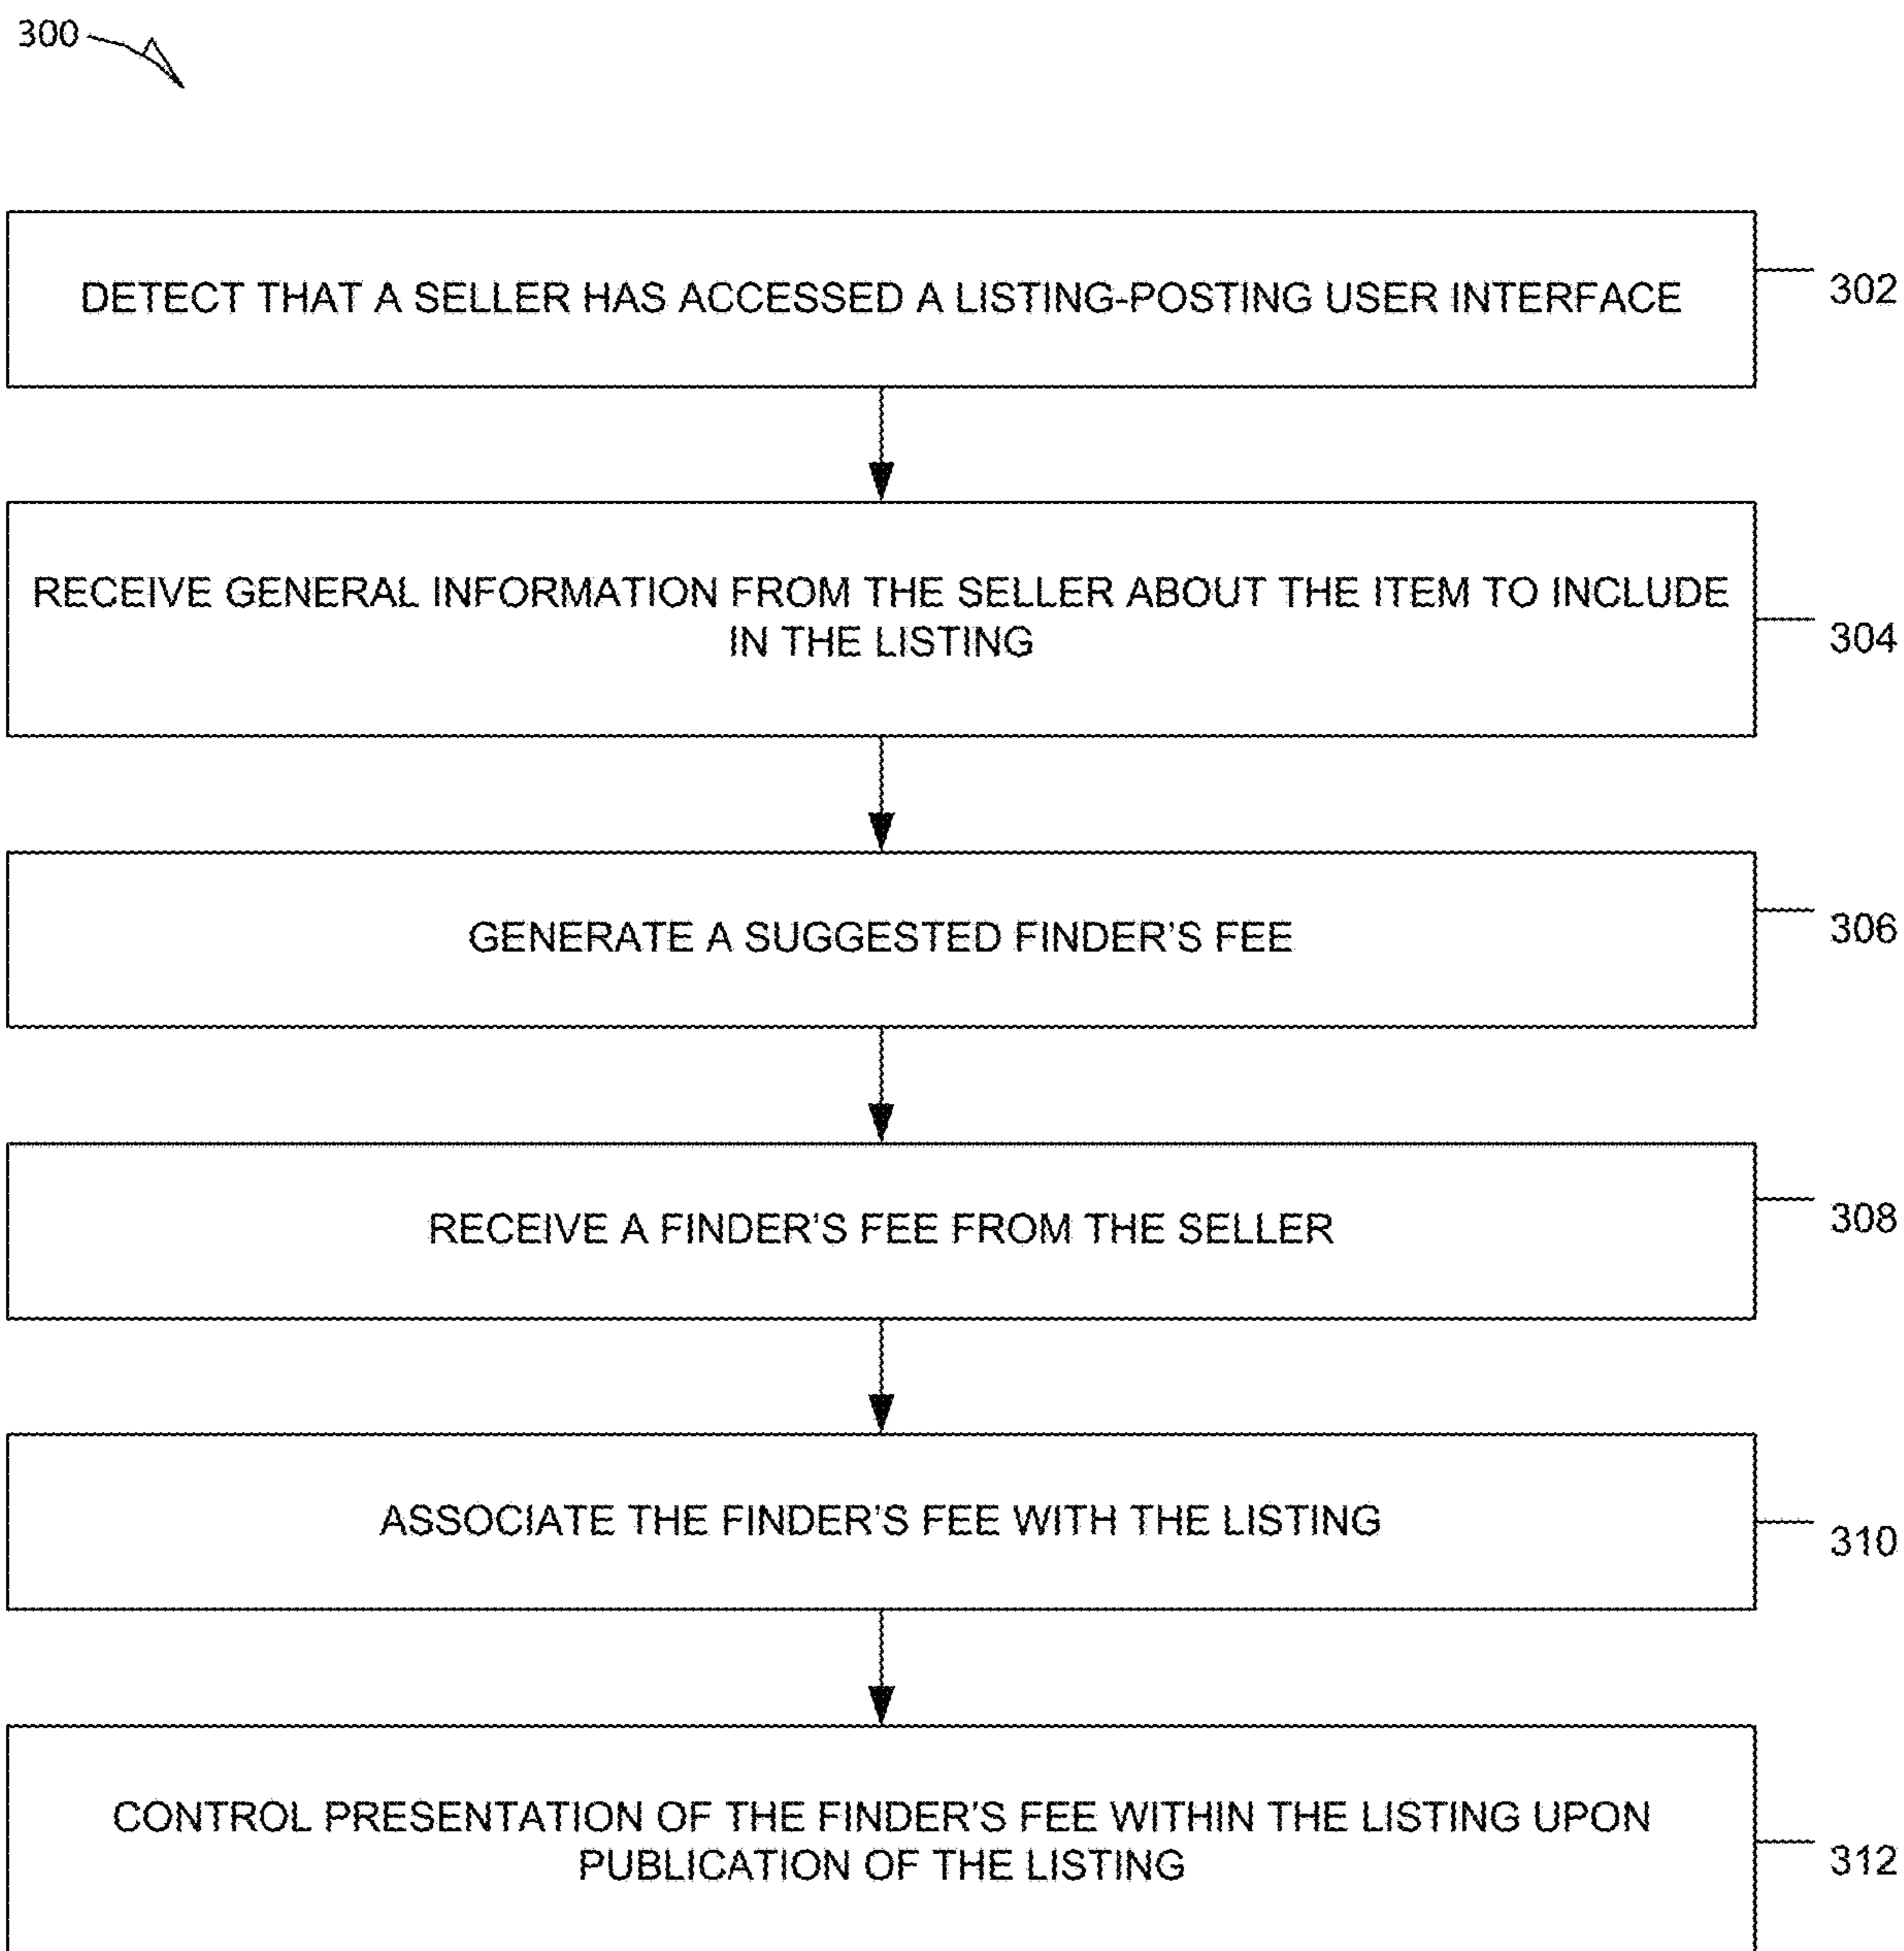 300
DETECT THAT A SELLER HAS ACCESSED A LISTING-POSTING USER INTERFACE
302
RECEIVE GENERAL INFORMATION FROM THE SELLER ABOUT THE ITEM TO INCLUDE
IN THE LISTING
304
GENERATE A SUGGESTED FINDER'S FEE
306
RECEIVE A FINDER'S FEE FROM THE SELLER
308
ASSOCIATE THE FINDER'S FEE WITH THE LISTING
310
CONTROL PRESENTATION OF THE FINDER'S FEE WITHIN THE LISTING UPON
PUBLICATION OF THE LISTING
312